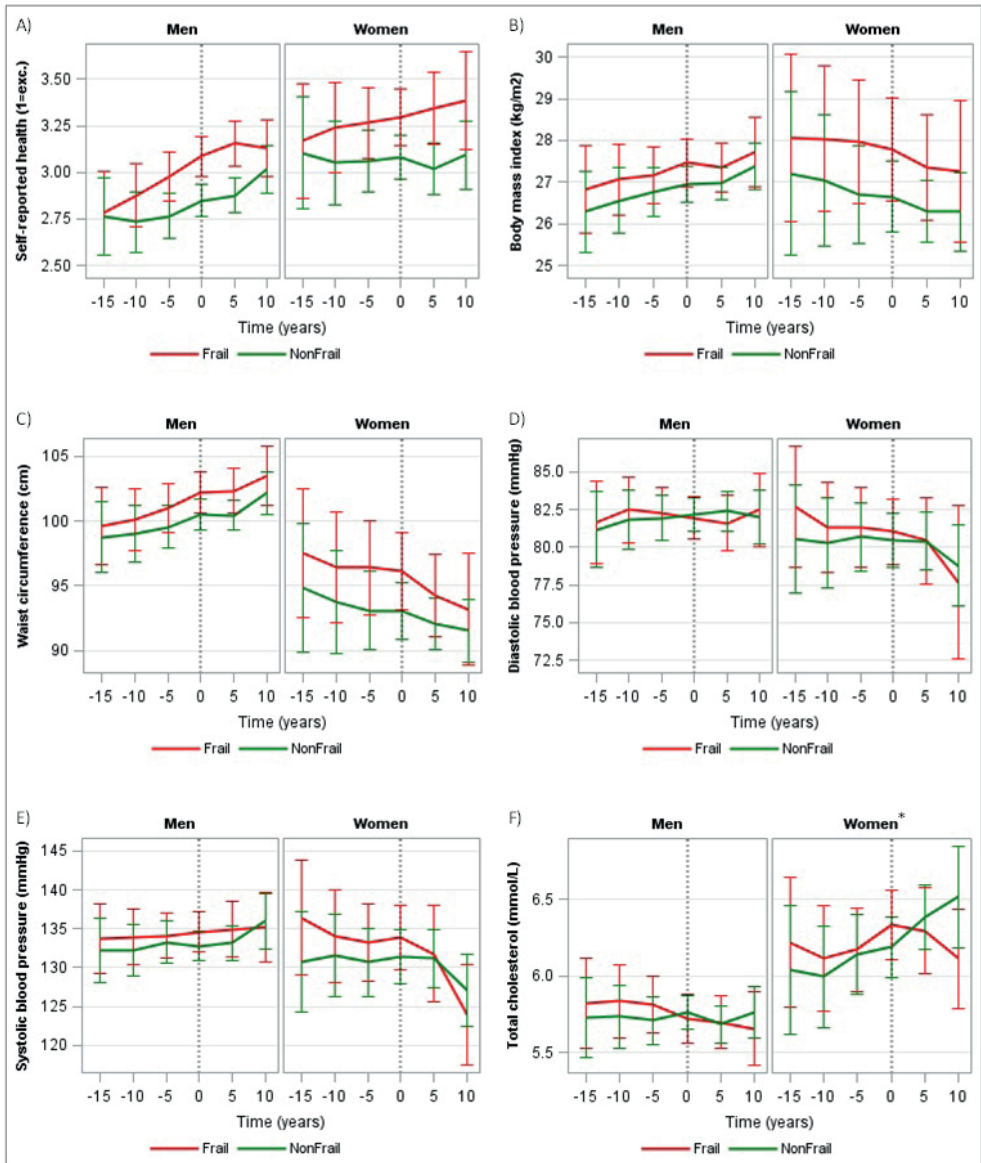 A)
Men Women
Self-reported health (1=exc.)
3.50
3.25
3.00
2.75
2.50
-15 -10 -5 0 5 10 -15 -10 -5 0 5 10
Time (years)
Frail NonFrail
B)
Men Women
Body mass index (kg/m2)
30
29
28
27
26
25
-15 -10 -5 0 5 10 -15 -10 -5 0 5 10
Time (years)
Frail NonFrail
C)
Men Women
Waist circumference (cm)
105
100
95
90
-15 -10 -5 0 5 10 -15 -10 -5 0 5 10
Time (years)
Frail NonFrail
D)
Men Women
Diastolic blood pressure (mmHg)
85.0
82.5
80.0
77.5
75.0
72.5
-15 -10 -5 0 5 10 -15 -10 -5 0 5 10
Time (years)
Frail NonFrail
E)
Men Women
Systolic blood pressure (mmHg)
145
140
135
130
125
120
-15 -10 -5 0 5 10 -15 -10 -5 0 5 10
Time (years)
Frail NonFrail
F)
Men Women*
Total cholesterol (mmol/L)
6.5
6.0
5.5
-15 -10 -5 0 5 10 -15 -10 -5 0 5 10
Time (years)
Frail NonFrail